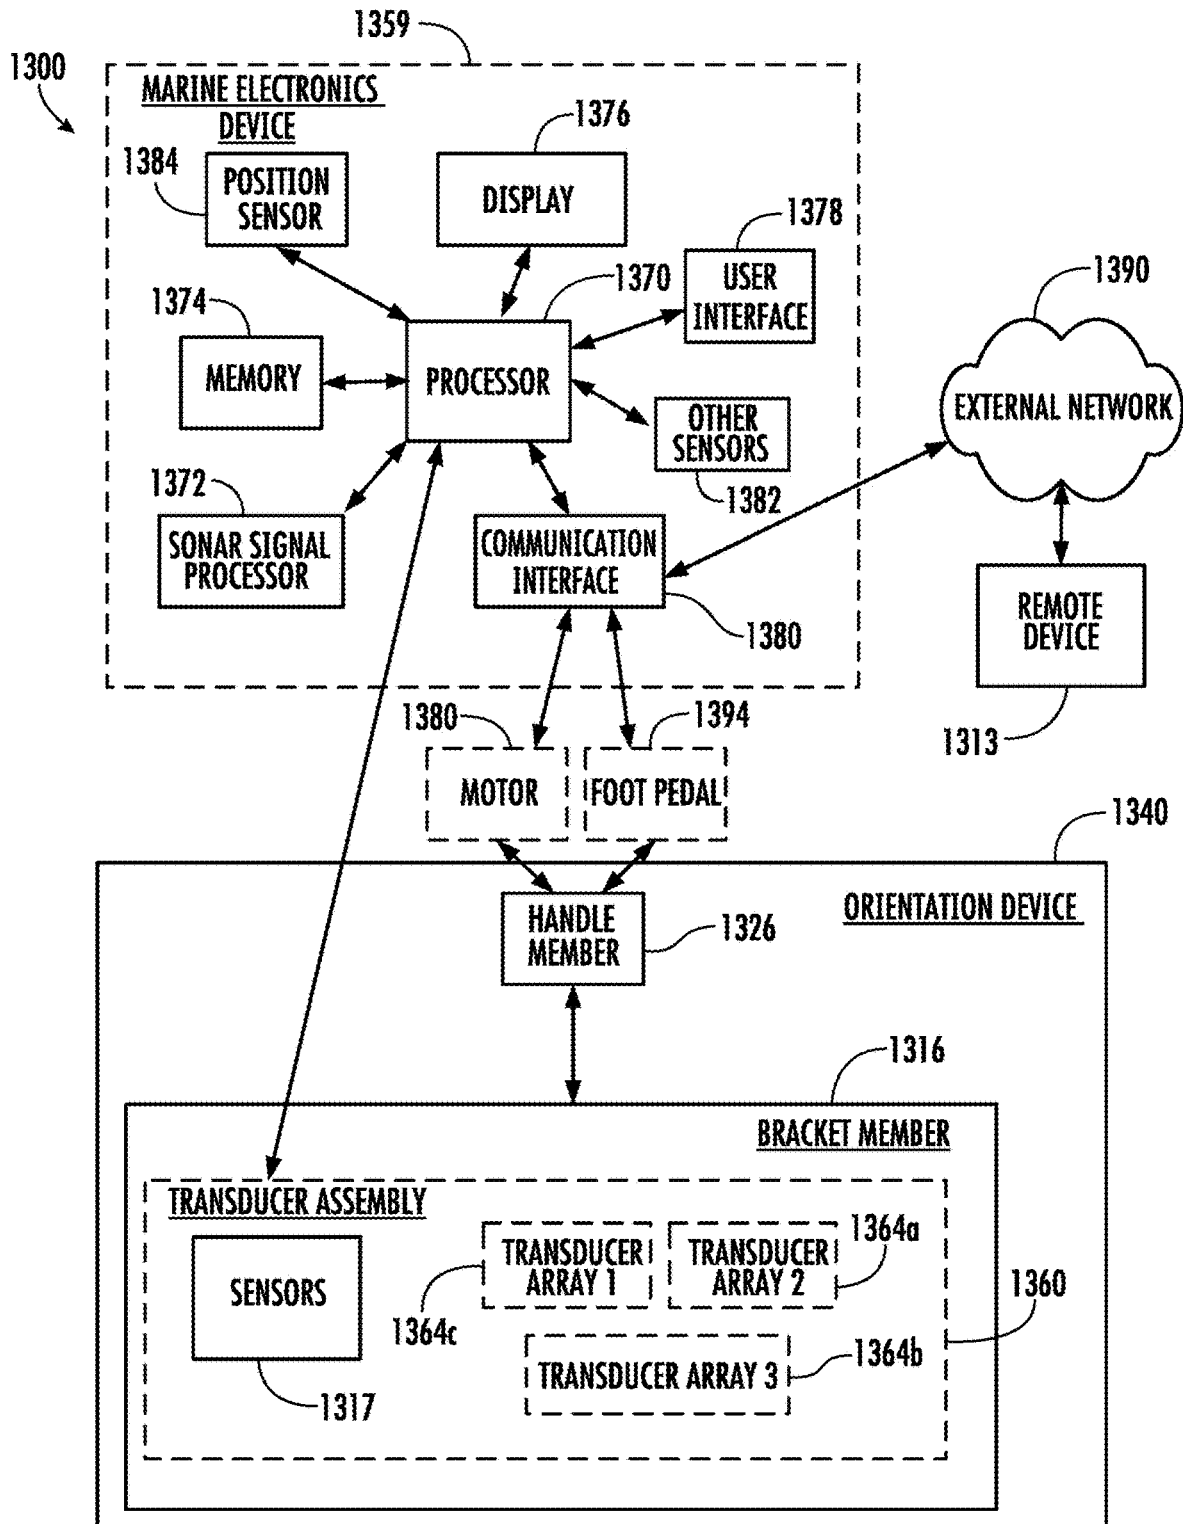 1359
1300
MARINE ELECTRONICS
DEVICE
1376
1384
POSITION
SENSOR
DISPLAY
1378
1370
USER
INTERFACE
1390
1374
MEMORY
PROCESSOR
EXTERNAL NETWORK
OTHER
SENSORS
1372
1382
SONAR SIGNAL
PROCESSOR
COMMUNICATION
INTERFACE
1380
REMOTE
DEVICE
1380
1394
1313
MOTOR
FOOT PEDAL
1340
ORIENTATION DEVICE
HANDLE
MEMBER
1326
1316
BRACKET MEMBER
TRANSDUCER ASSEMBLY
1364a
TRANSDUCER
ARRAY 1
TRANSDUCER
ARRAY 2
SENSORS
1360
1364c
1364b
TRANSDUCER ARRAY 3
1317